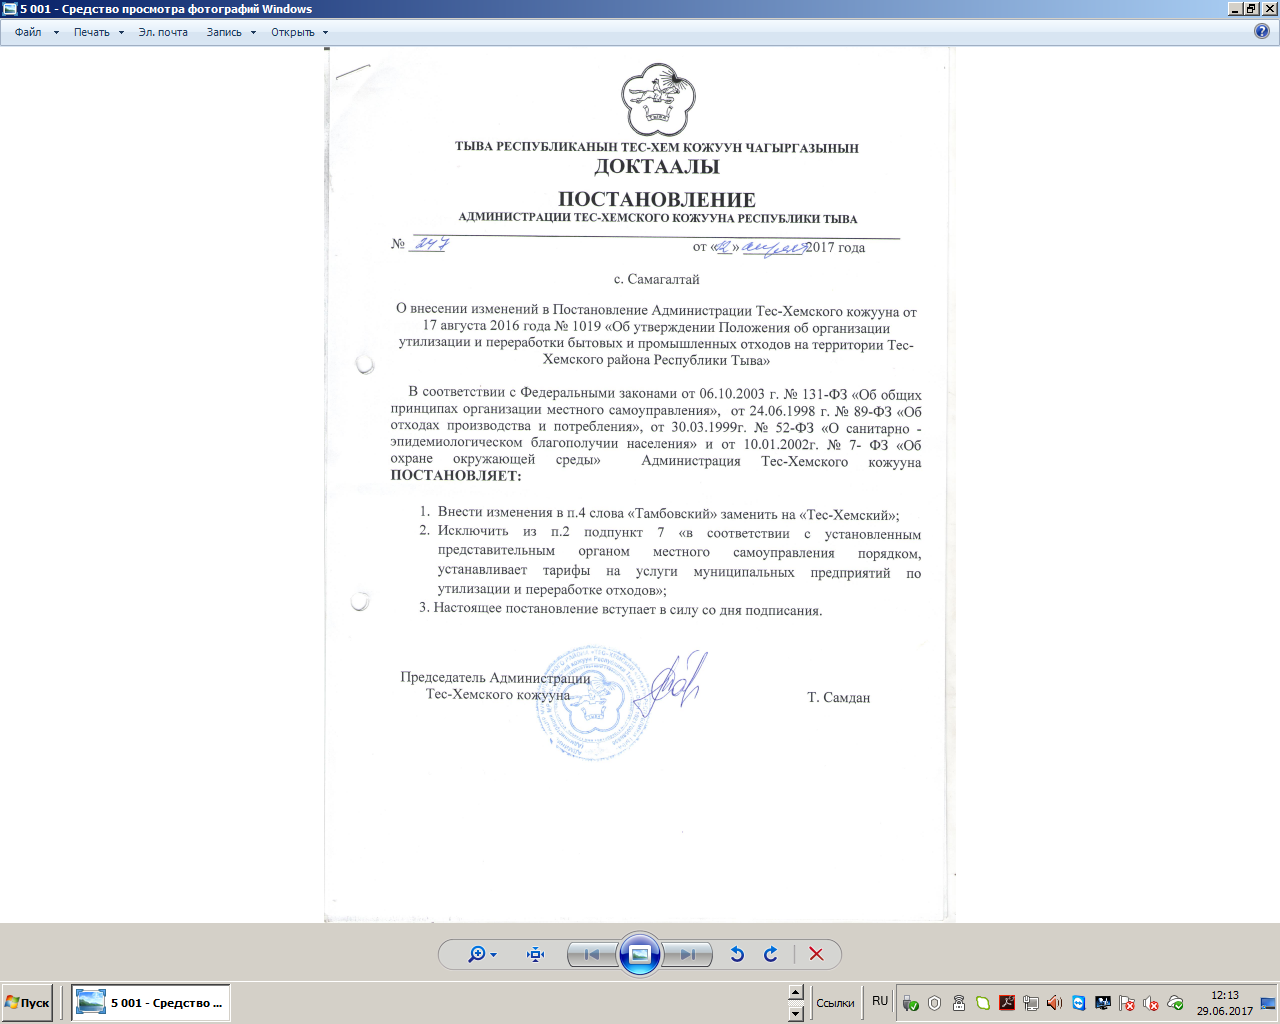 5 001 - Средство просмотра фотографий Windows
Файл Печать Эл. почта Запись Открыть
ТЫВА
ТЫВА РЕСПУБЛИКАНЫН ТЕС-ХЕМ КОЖУУН ЧАГЫРГАЗЫНЫН
ДОКТААЛЫ
ПОСТАНОВЛЕНИЕ
АДМИНИСТРАЦИИ ТЕС-ХЕМСКОГО КОЖУУНА РЕСПУБЛИКИ ТЫВА
№ 247 от «12» апреля 2017 года
с. Самагалтай
О внесении изменений в Постановление Администрации Тес-Хемского кожууна от
17 августа 2016 года № 1019 «Об утверждении Положения об организации
утилизации и переработки бытовых и промышленных отходов на территории Тес-
Хемского района Республики Тыва»
В соответствии с Федеральными законами от 06.10.2003 г. № 131-ФЗ «Об общих
принципах организации местного самоуправления», от 24.06.1998 г. № 89-ФЗ «Об
отходах производства и потребления», от 30.03.1999г. № 52-ФЗ «О санитарно -
эпидемиологическом благополучии населения» и от 10.01.2002г. № 7- ФЗ «Об
охране окружающей среды» Администрация Тес-Хемского кожууна
ПОСТАНОВЛЯЕТ:
1. Внести изменения в п.4 слова «Тамбовский» заменить на «Тес-Хемский»;
2. Исключить из п.2 подпункт 7 «в соответствии с установленным
представительным органом местного самоуправления порядком,
устанавливает тарифы на услуги муниципальных предприятий по
утилизации и переработке отходов»;
3. Настоящее постановление вступает в силу со дня подписания.
Председатель Администрации
Тес-Хемского кожууна Т. Самдан
Пуск 5 001 - Средство ... Ссылки RU 12:13
29.06.2017